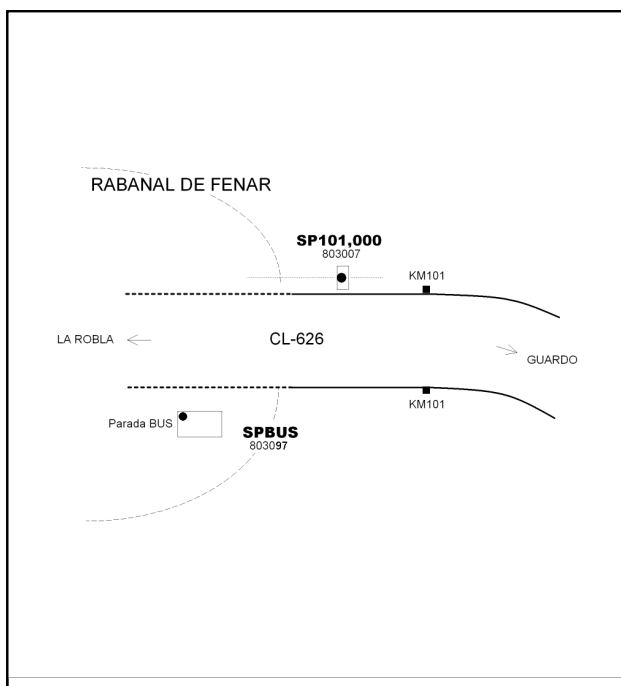 RABANAL DE FENAR
SP101,000
803007
KM101
LA ROBLA
CL-626
GUARDO
KM101
Parada BUS
SPBUS
803097